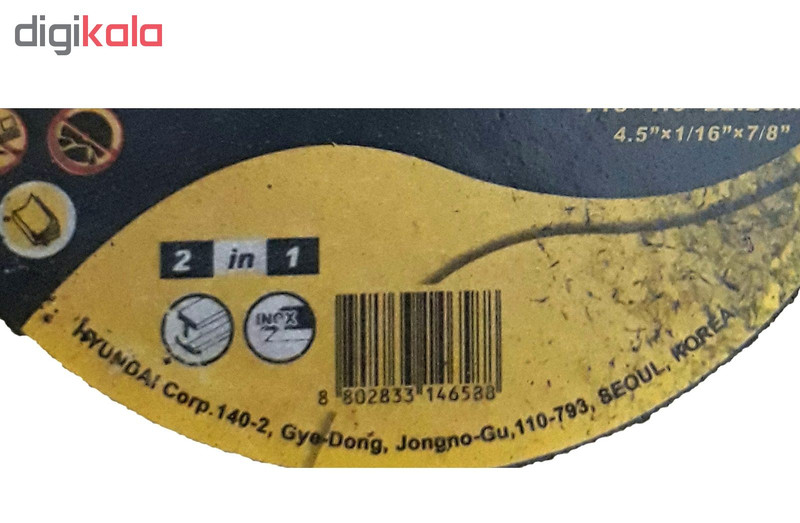 digikala
4.5"×1/16"×7/8"
2 in 1
INOX
8 802833 146588
HYUNDAI Corp.140-2, Gye-Dong, Jongno-Gu,110-793, SEOUL, KOREA